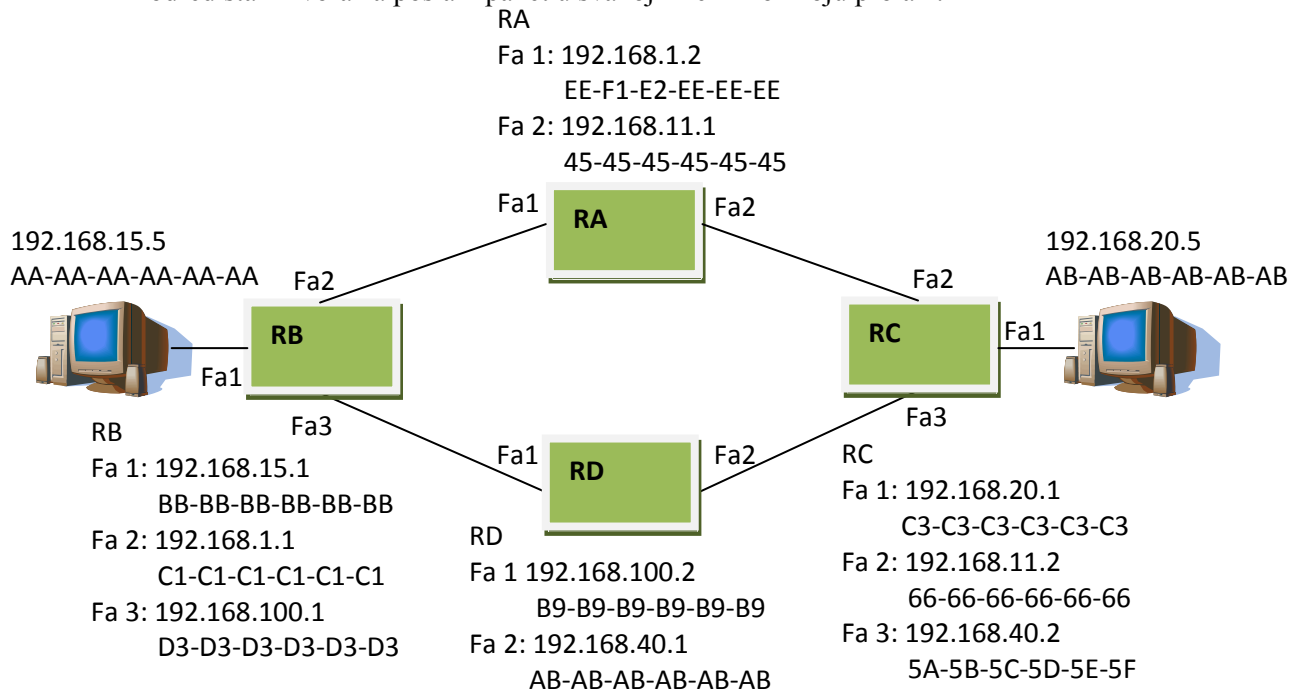 RA
Fa 1: 192.168.1.2
EE-F1-E2-EE-EE-EE
Fa 2: 192.168.11.1
45-45-45-45-45-45
Fa1
RA
Fa2
192.168.15.5
AA-AA-AA-AA-AA-AA
192.168.20.5
AB-AB-AB-AB-AB-AB
Fa2
RB
Fa1
Fa3
Fa2
RC
Fa1
Fa3
Fa1
RD
Fa2
RB
Fa 1: 192.168.15.1
BB-BB-BB-BB-BB-BB
Fa 2: 192.168.1.1
C1-C1-C1-C1-C1-C1
Fa 3: 192.168.100.1
D3-D3-D3-D3-D3-D3
RD
Fa 1 192.168.100.2
B9-B9-B9-B9-B9-B9
Fa 2: 192.168.40.1
AB-AB-AB-AB-AB-AB
RC
Fa 1: 192.168.20.1
C3-C3-C3-C3-C3-C3
Fa 2: 192.168.11.2
66-66-66-66-66-66
Fa 3: 192.168.40.2
5A-5B-5C-5D-5E-5F